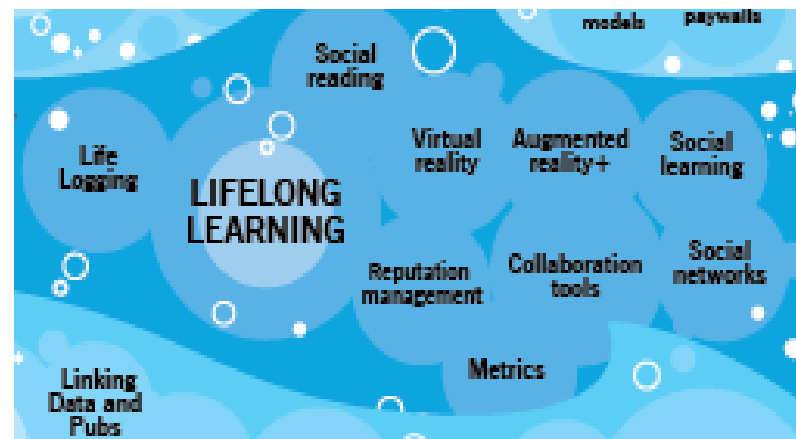 models
paywalls
Social
reading
Virtual
reality
Augmented
reality+
Social
learning
Life
Logging
LIFELONG
LEARNING
Reputation
management
Collaboration
tools
Social
networks
Metrics
Linking
Data and
Pubs